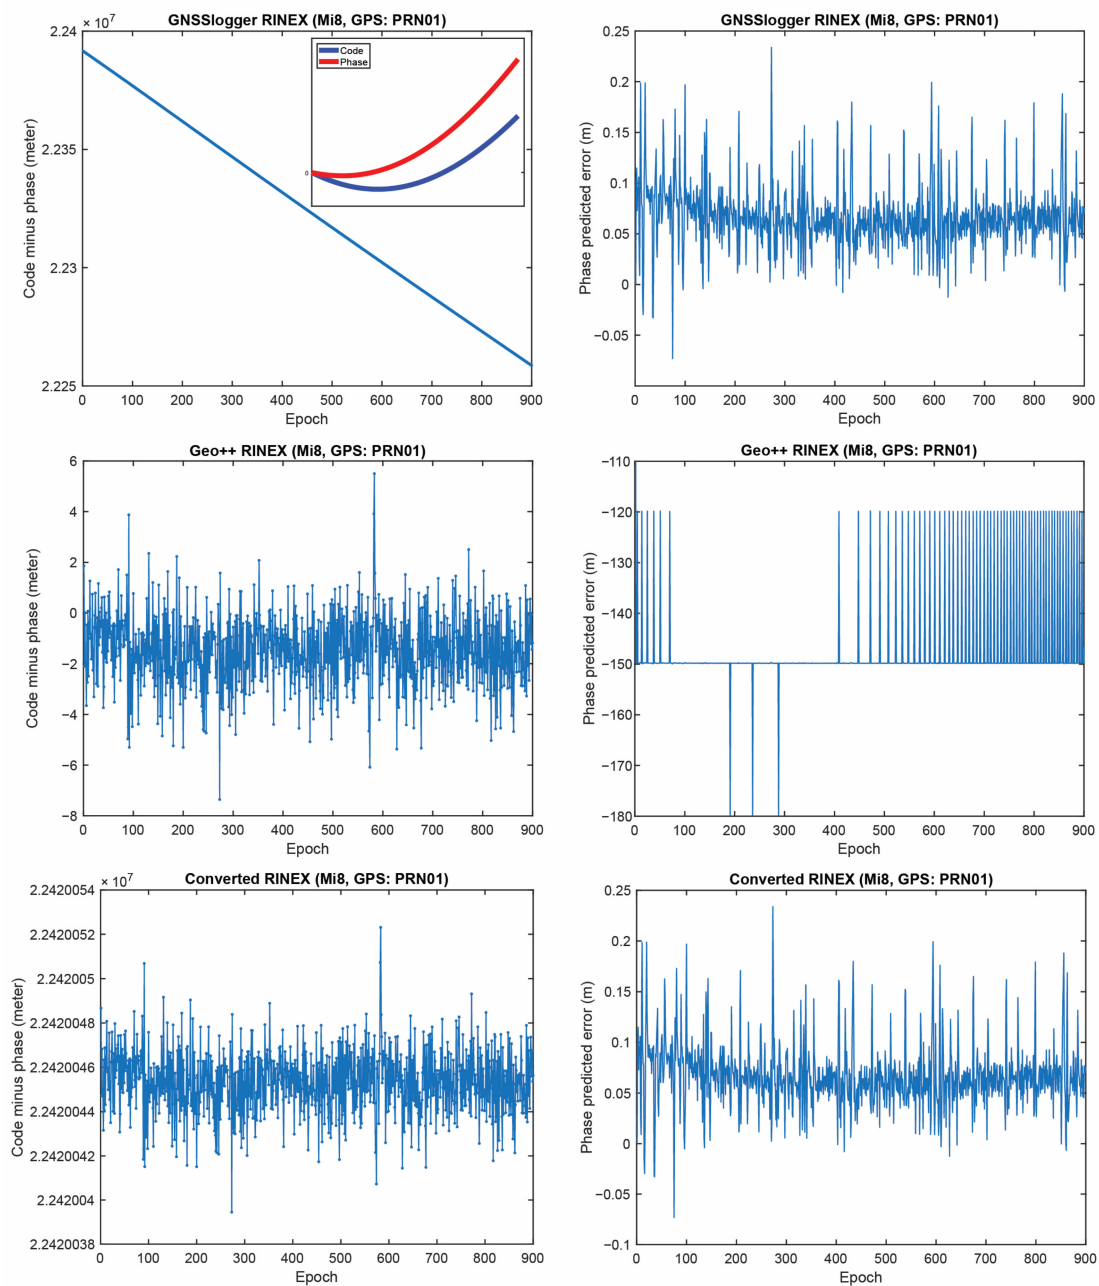 GNSSlogger RINEX (Mi8, GPS: PRN01)
× 10⁷
2.24
2.235
2.23
2.225
Code minus phase (meter)
Code
Phase
0
0 100 200 300 400 500 600 700 800 900
Epoch
GNSSlogger RINEX (Mi8, GPS: PRN01)
0.25
0.2
0.15
0.1
0.05
0
−0.05
Phase predicted error (m)
0 100 200 300 400 500 600 700 800 900
Epoch
Geo++ RINEX (Mi8, GPS: PRN01)
6
4
2
0
−2
−4
−6
−8
Code minus phase (meter)
0 100 200 300 400 500 600 700 800 900
Epoch
Geo++ RINEX (Mi8, GPS: PRN01)
−110
−120
−130
−140
−150
−160
−170
−180
Phase predicted error (m)
0 100 200 300 400 500 600 700 800 900
Epoch
Converted RINEX (Mi8, GPS: PRN01)
× 10⁷
2.2420054
2.2420052
2.242005
2.2420048
2.2420046
2.2420044
2.2420042
2.242004
2.2420038
Code minus phase (meter)
0 100 200 300 400 500 600 700 800 900
Epoch
Converted RINEX (Mi8, GPS: PRN01)
0.25
0.2
0.15
0.1
0.05
0
−0.05
−0.1
Phase predicted error (m)
0 100 200 300 400 500 600 700 800 900
Epoch